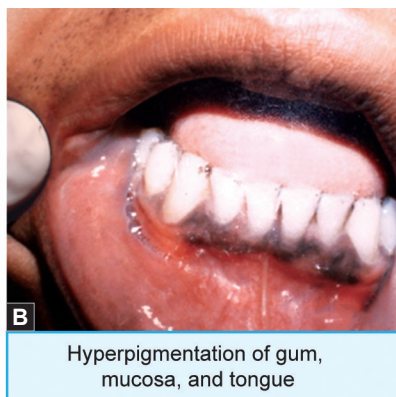 B
Hyperpigmentation of gum,
mucosa, and tongue